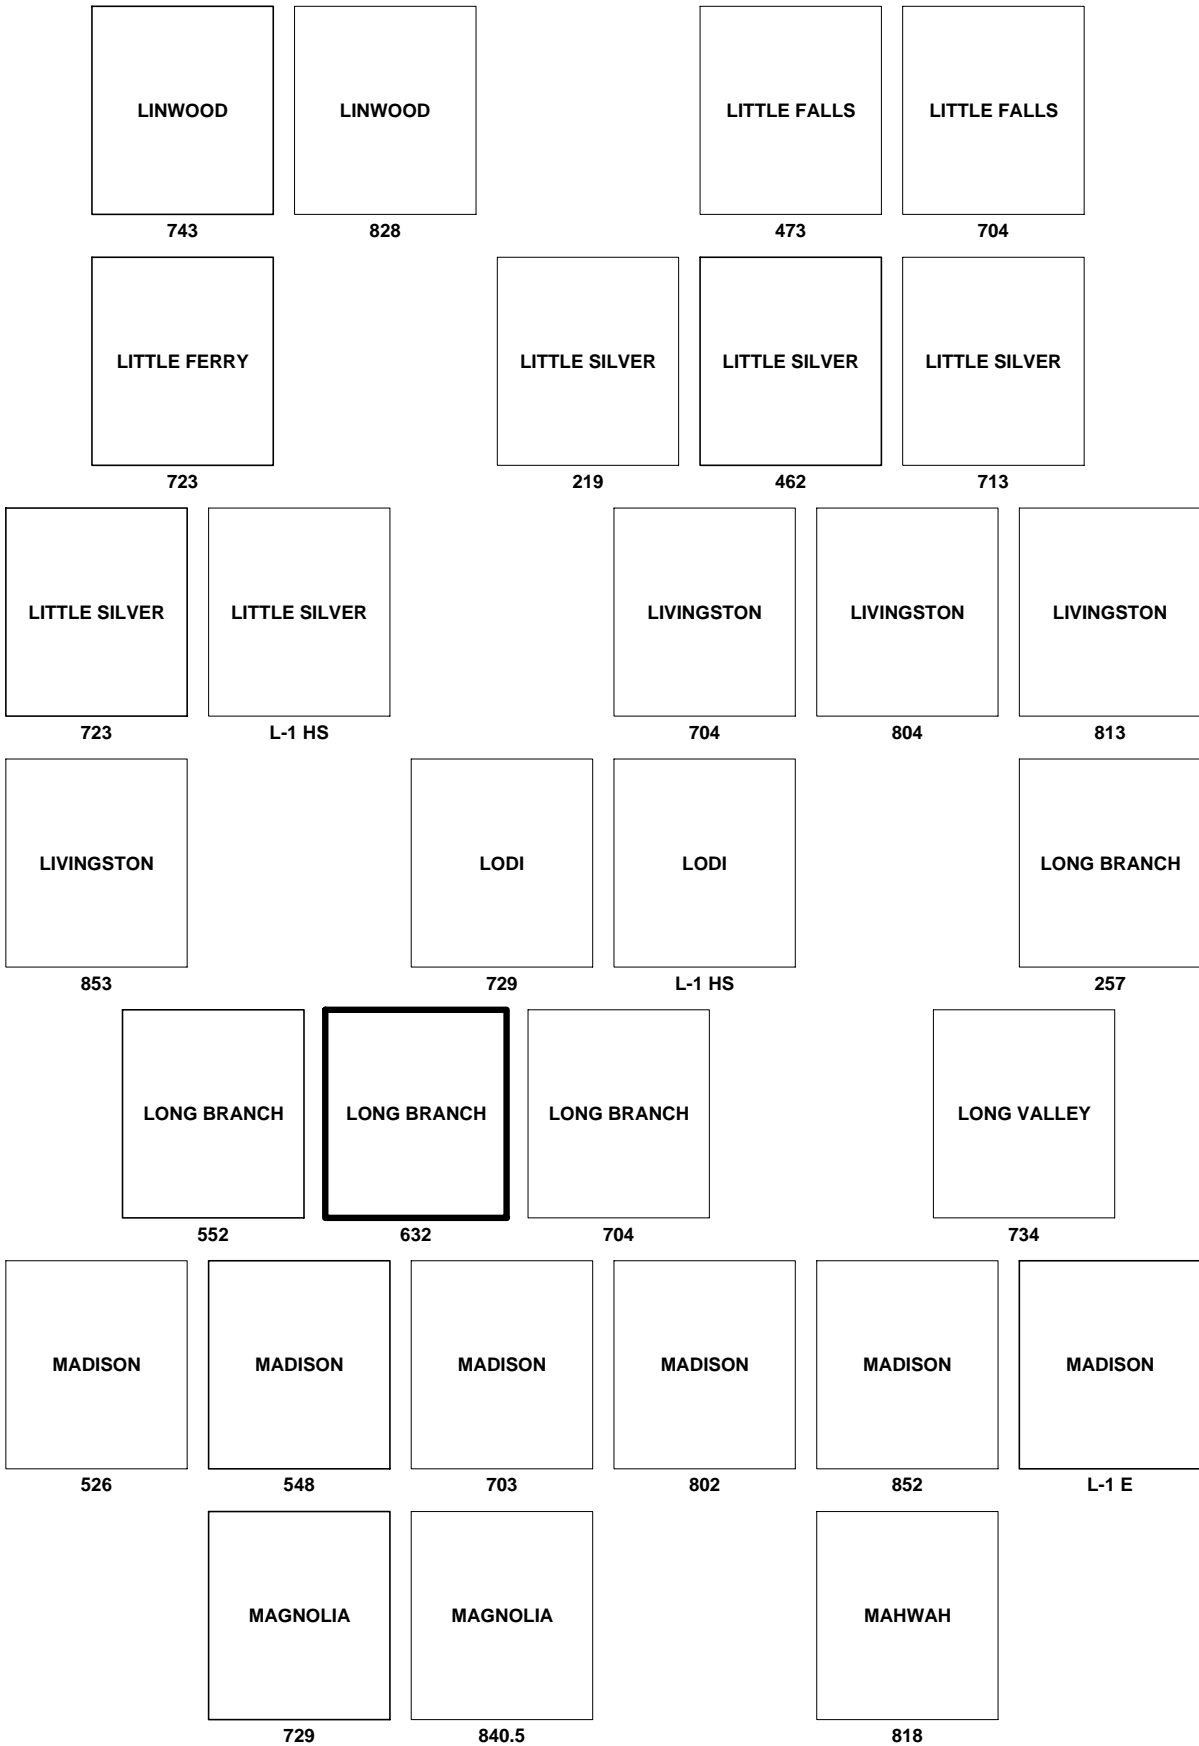 LINWOOD LINWOOD LITTLE FALLS LITTLE FALLS
743 828 473 704
LITTLE FERRY LITTLE SILVER LITTLE SILVER LITTLE SILVER
723 219 462 713
LITTLE SILVER LITTLE SILVER LIVINGSTON LIVINGSTON LIVINGSTON
723 L-1 HS 704 804 813
LIVINGSTON LODI LODI LONG BRANCH
853 729 L-1 HS 257
LONG BRANCH LONG BRANCH LONG BRANCH LONG VALLEY
552 632 704 734
MADISON MADISON MADISON MADISON MADISON MADISON
526 548 703 802 852 L-1 E
MAGNOLIA MAGNOLIA MAHWAH
729 840.5 818